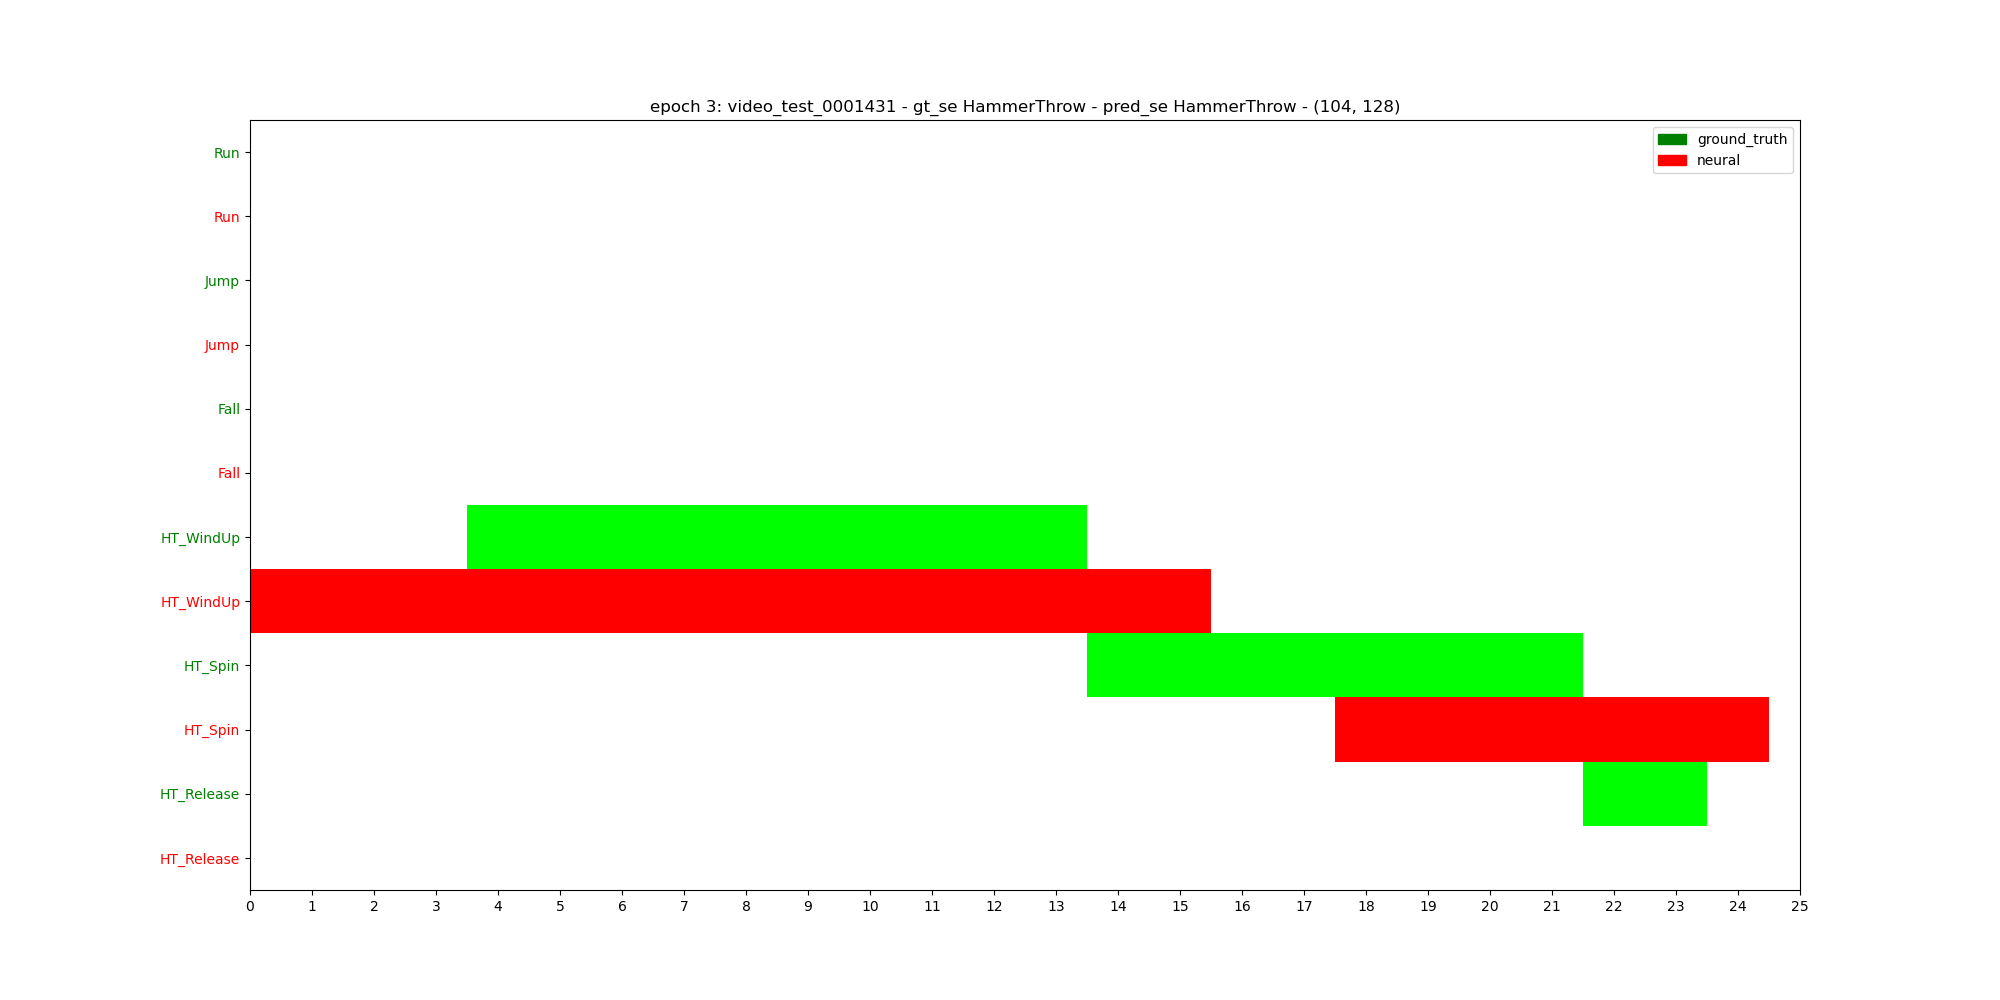 epoch 3: video_test_0001431 - gt_se HammerThrow - pred_se HammerThrow - (104, 128)
ground_truth
neural
Run
Run
Jump
Jump
Fall
Fall
HT_WindUp
HT_WindUp
HT_Spin
HT_Spin
HT_Release
HT_Release
0 1 2 3 4 5 6 7 8 9 10 11 12 13 14 15 16 17 18 19 20 21 22 23 24 25